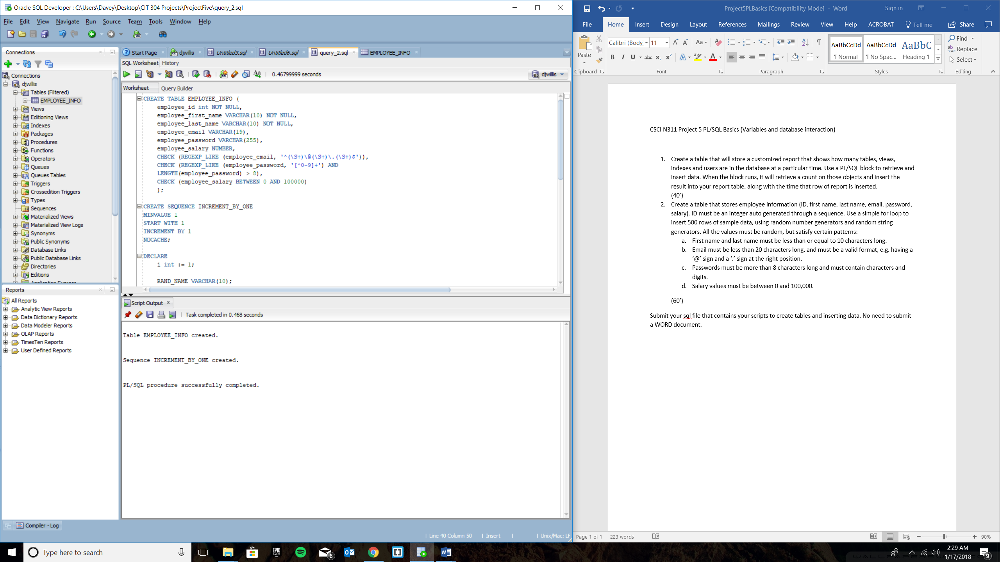 Oracle SQL Developer : C:\Users\Davey\Desktop\CIT 304 Projects\ProjectFive\query_2.sql
File Edit View Navigate Run Source Team Tools Window Help
Connections
Connections
djwillis
Tables (Filtered)
EMPLOYEE_INFO
Views
Editioning Views
Indexes
Packages
Procedures
Functions
Operators
Queues
Queues Tables
Triggers
Crossedition Triggers
Types
Sequences
Materialized Views
Materialized View Logs
Synonyms
Public Synonyms
Database Links
Public Database Links
Directories
Editions
Application Express
Reports
All Reports
Analytic View Reports
Data Dictionary Reports
Data Modeler Reports
OLAP Reports
TimesTen Reports
User Defined Reports
Compiler - Log
Start Page djwillis Untitled3.sql Untitled6.sql query_2.sql EMPLOYEE_INFO
SQL Worksheet History
0.46799999 seconds
djwillis
Worksheet Query Builder
CREATE TABLE EMPLOYEE_INFO (
employee_id int NOT NULL,
employee_first_name VARCHAR(10) NOT NULL,
employee_last_name VARCHAR(10) NOT NULL,
employee_email VARCHAR(19),
employee_password VARCHAR(255),
employee_salary NUMBER,
CHECK (REGEXP_LIKE (employee_email, '^(\S+)\@(\S+)\.(\S+)$')),
CHECK (REGEXP_LIKE (employee_password, '[^0-9]+') AND
LENGTH(employee_password) > 8),
CHECK (employee_salary BETWEEN 0 AND 100000)
);
CREATE SEQUENCE INCREMENT_BY_ONE
MINVALUE 1
START WITH 1
INCREMENT BY 1
NOCACHE;
DECLARE
i int := 1;
RAND_NAME VARCHAR(10);
Script Output
Task completed in 0.468 seconds
Table EMPLOYEE_INFO created.
Sequence INCREMENT_BY_ONE created.
PL/SQL procedure successfully completed.
Line 40 Column 50 Insert Unix/Mac: LF
Project5PLBasics [Compatibility Mode] - Word
Sign in
File Home Insert Design Layout References Mailings Review View Help ACROBAT Tell me Share
Paste
Calibri (Body) 11
Aa
B I U abc X₂ X²
AaBbCcDd AaBbCcDd AaBbC
¶ Normal ¶ No Spac... Heading 1
Find
Replace
Select
Clipboard Font Paragraph Styles Editing
CSCI N311 Project 5 PL/SQL Basics (Variables and database interaction)
1. Create a table that will store a customized report that shows how many tables, views,
indexes and users are in the database at a particular time. Use a PL/SQL block to retrieve and
insert data. When the block runs, it will retrieve a count on those objects and insert the
result into your report table, along with the time that row of report is inserted.
(40’)
2. Create a table that stores employee information (ID, first name, last name, email, password,
salary). ID must be an integer auto generated through a sequence. Use a simple for loop to
insert 500 rows of sample data, using random number generators and random string
generators. All the values must be random, but satisfy certain patterns:
a. First name and last name must be less than or equal to 10 characters long.
b. Email must be less than 20 characters long, and must be a valid format, e.g. having a
‘@’ sign and a ‘.’ sign at the right position.
c. Passwords must be more than 8 characters long and must contain characters and
digits.
d. Salary values must be between 0 and 100,000.
(60’)
Submit your sql file that contains your scripts to create tables and inserting data. No need to submit
a WORD document.
Page 1 of 1 223 words
90%
Type here to search
EPIC GAMES
6
2:29 AM
1/17/2018
9